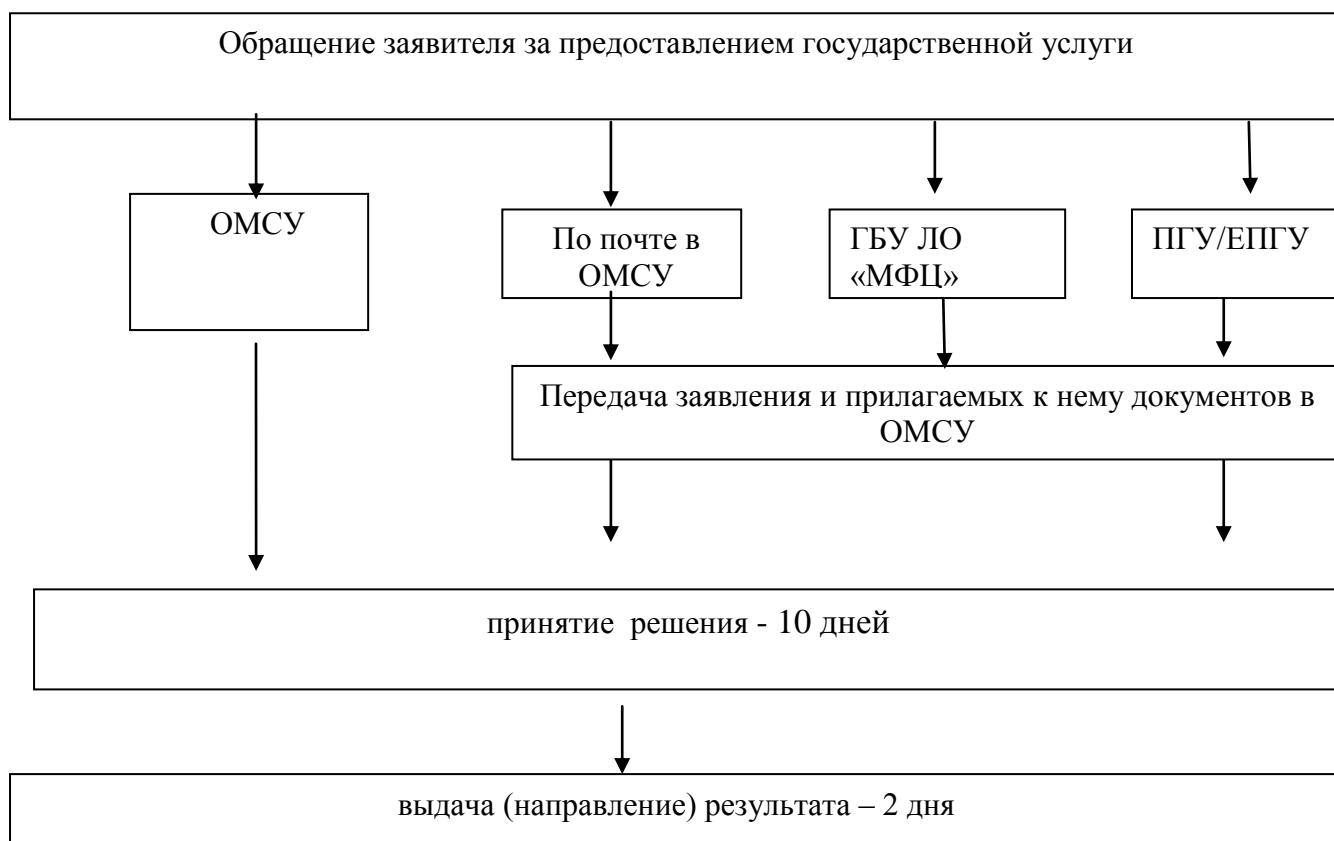 Обращение заявителя за предоставлением государственной услуги
ОМСУ
По почте в
ОМСУ
ГБУ ЛО
«МФЦ»
ПГУ/ЕПГУ
Передача заявления и прилагаемых к нему документов в
ОМСУ
принятие решения - 10 дней
выдача (направление) результата – 2 дня